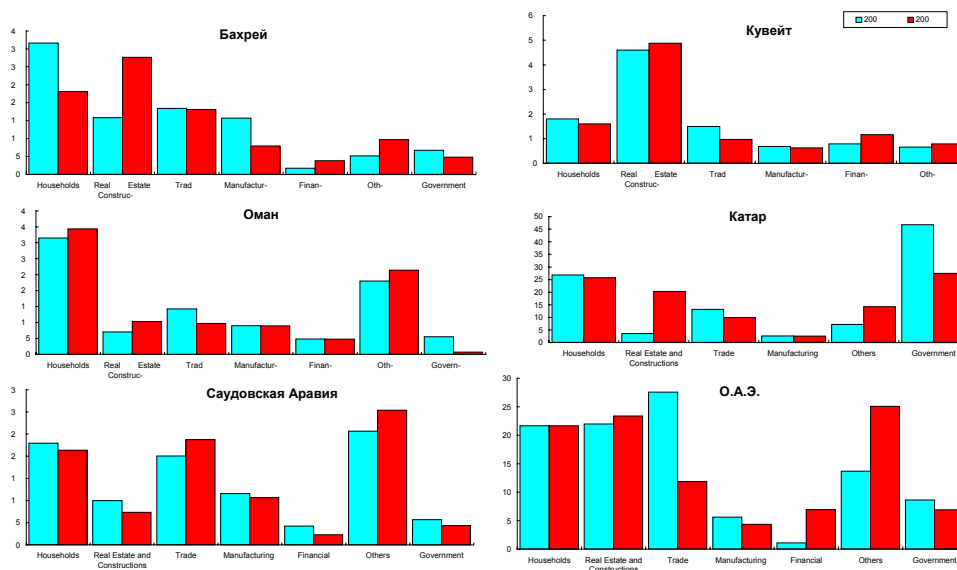 Бахрей
4
3
3
2
2
1
1
5
0
Households
Real Estate
Construc-
Trad
Manufactur-
Finan-
Oth-
Government
Кувейт
200 200
6
5
4
3
2
1
0
Households
Real Estate
Construc-
Trad
Manufactur-
Finan-
Oth-
Оман
4
4
3
2
2
1
1
5
0
Households
Real Estate
Construc-
Trad
Manufactur-
Finan-
Oth-
Govern-
Катар
50
45
40
35
30
25
20
15
10
5
0
Households
Real Estate and
Constructions
Trade
Manufacturing
Others
Government
Саудовская Аравия
3
2
2
1
1
5
0
Households
Real Estate and
Constructions
Trade
Manufacturing
Financial
Others
Government
О.А.Э.
30
25
20
15
10
5
0
Households
Real Estate and
Constructions
Trade
Manufacturing
Financial
Others
Government